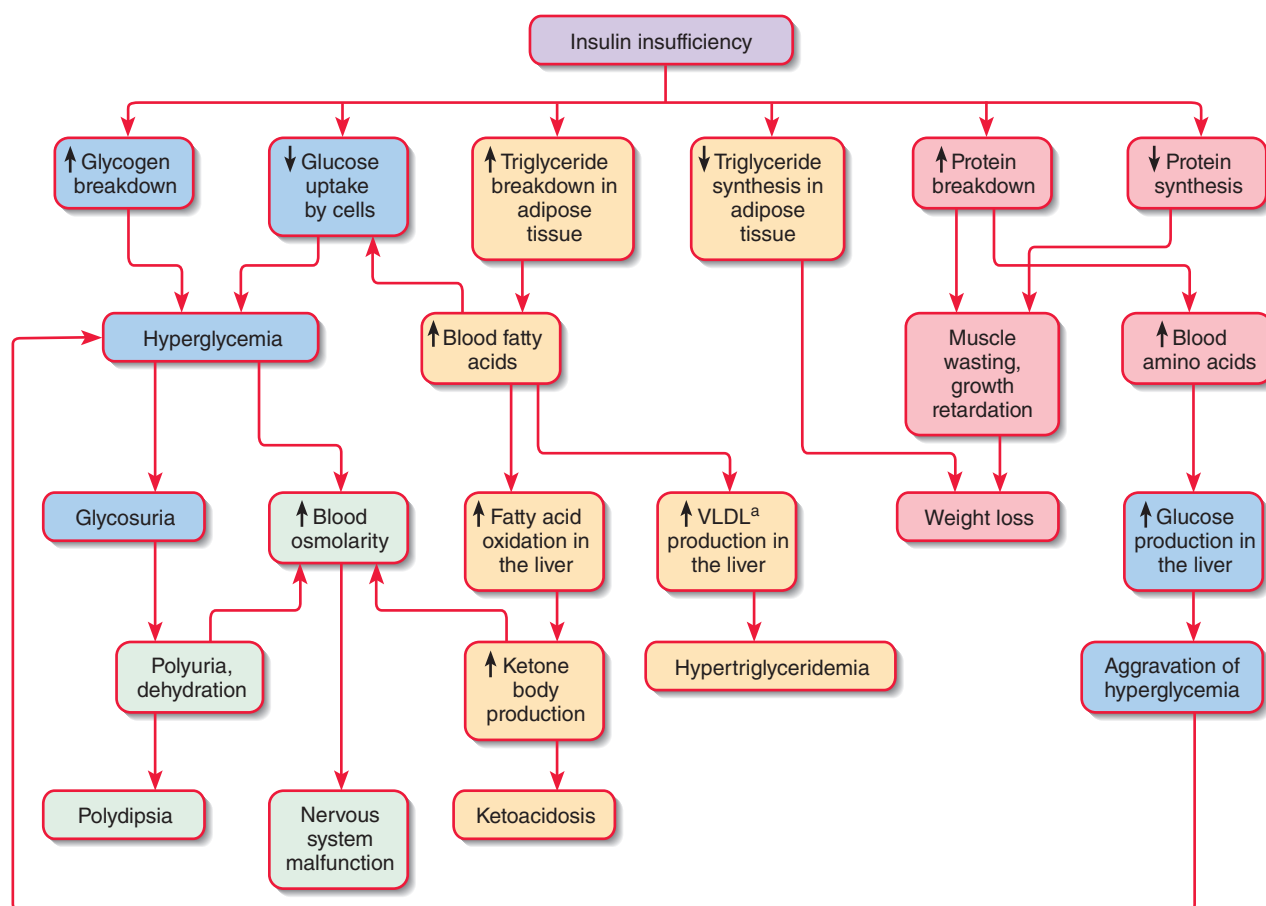 Insulin insufficiency
↑ Glycogen
breakdown
↓ Glucose
uptake
by cells
↑ Triglyceride
breakdown in
adipose
tissue
↓ Triglyceride
synthesis in
adipose
tissue
↑ Protein
breakdown
↓ Protein
synthesis
Hyperglycemia
↑ Blood fatty
acids
Muscle
wasting,
growth
retardation
↑ Blood
amino acids
Glycosuria
↑ Blood
osmolarity
↑ Fatty acid
oxidation in
the liver
↑ VLDLᵃ
production in
the liver
Weight loss
↑ Glucose
production in
the liver
Polyuria,
dehydration
↑ Ketone
body
production
Hypertriglyceridemia
Aggravation of
hyperglycemia
Polydipsia
Nervous
system
malfunction
Ketoacidosis